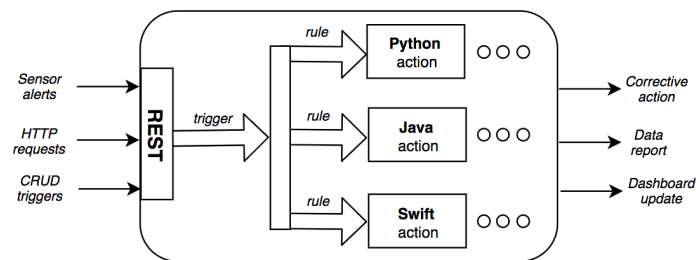 Sensor
alerts
HTTP
requests
CRUD
triggers
REST
trigger
rule
Python
action
rule
Java
action
rule
Swift
action
Corrective
action
Data
report
Dashboard
update